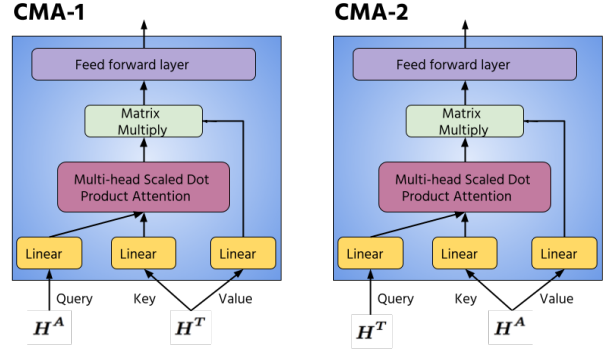 CMA-1
Feed forward layer
Matrix
Multiply
Multi-head Scaled Dot
Product Attention
Linear
Linear
Linear
Query
Key
Value
H^A
H^T
CMA-2
Feed forward layer
Matrix
Multiply
Multi-head Scaled Dot
Product Attention
Linear
Linear
Linear
Query
Key
Value
H^T
H^A